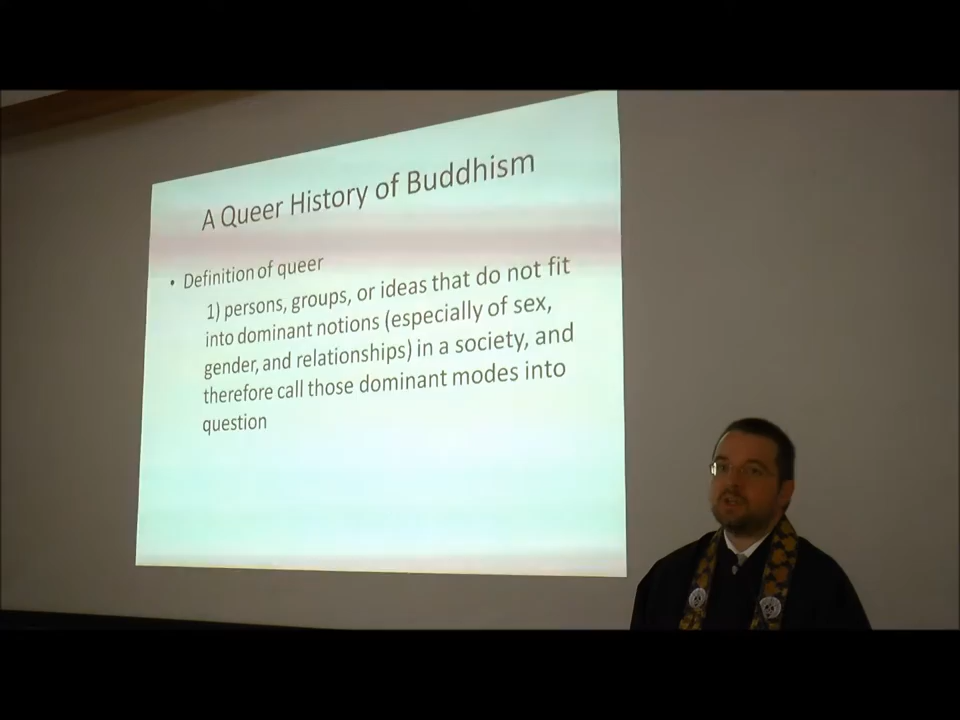 A Queer History of Buddhism
• Definition of queer
1) persons, groups, or ideas that do not fit
into dominant notions (especially of sex,
gender, and relationships) in a society, and
therefore call those dominant modes into
question